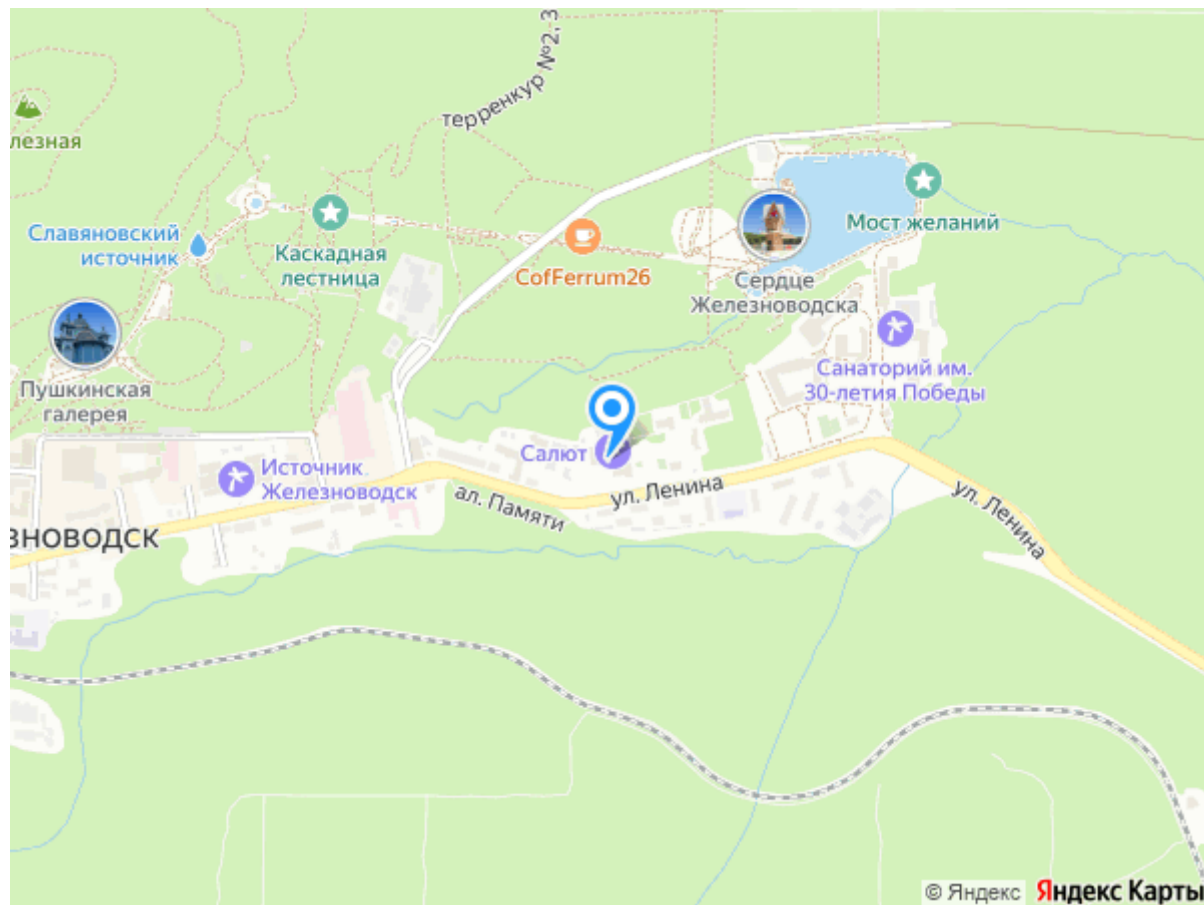 терренкур №2, 3
лезная
Славяновский
источник
Каскадная
лестница
CofFerrum26
Мост желаний
Сердце
Железноводска
Санаторий им.
30-летия Победы
Пушкинская
галерея
Салют
Источник
Железноводск
ал. Памяти
ул. Ленина
ул. Ленина
зноводск
© Яндекс Яндекс Карты